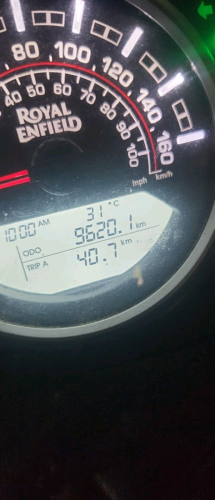 80 100 120 140 160
40 50 60 70 80 90 100
mph km/h
ROYAL
ENFIELD
31 °C
10:00 AM
ODO 9620.1 km
TRIP A 40.7 km